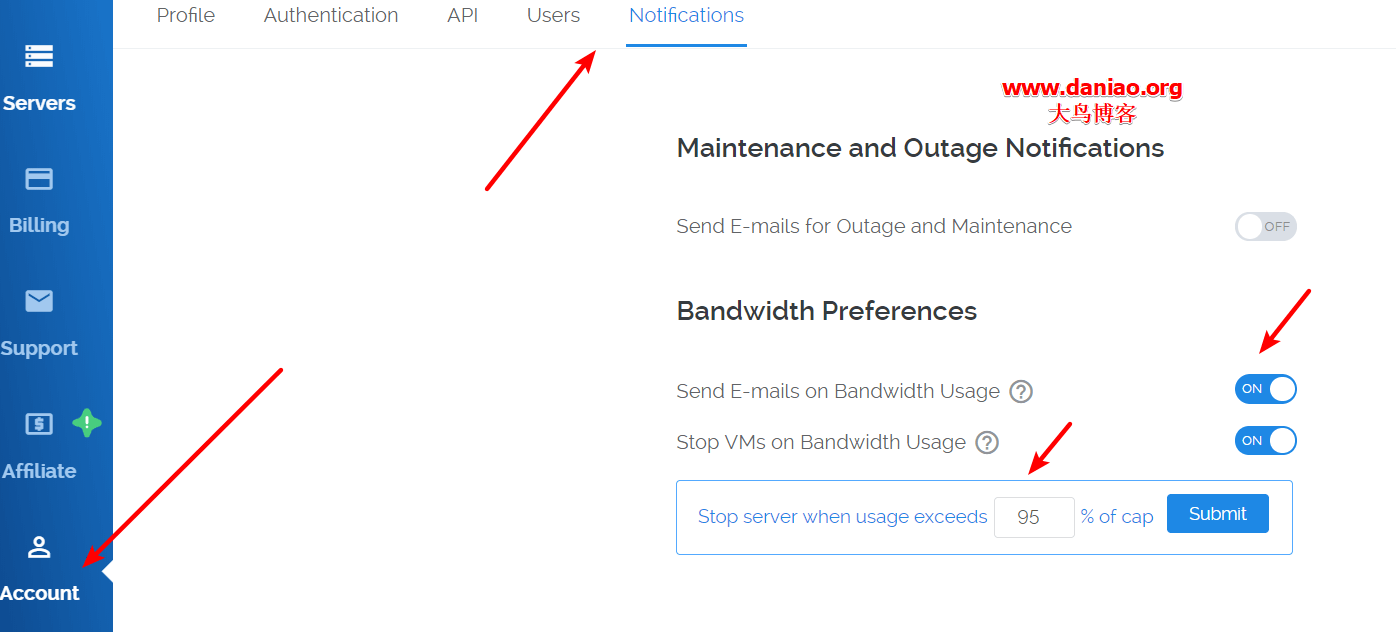 Profile
Authentication
API
Users
Notifications
Servers
Billing
Support
Affiliate
Account
www.daniao.org
大鸟博客
Maintenance and Outage Notifications
Send E-mails for Outage and Maintenance
OFF
Bandwidth Preferences
Send E-mails on Bandwidth Usage ?
ON
Stop VMs on Bandwidth Usage ?
ON
Stop server when usage exceeds 95 % of cap Submit